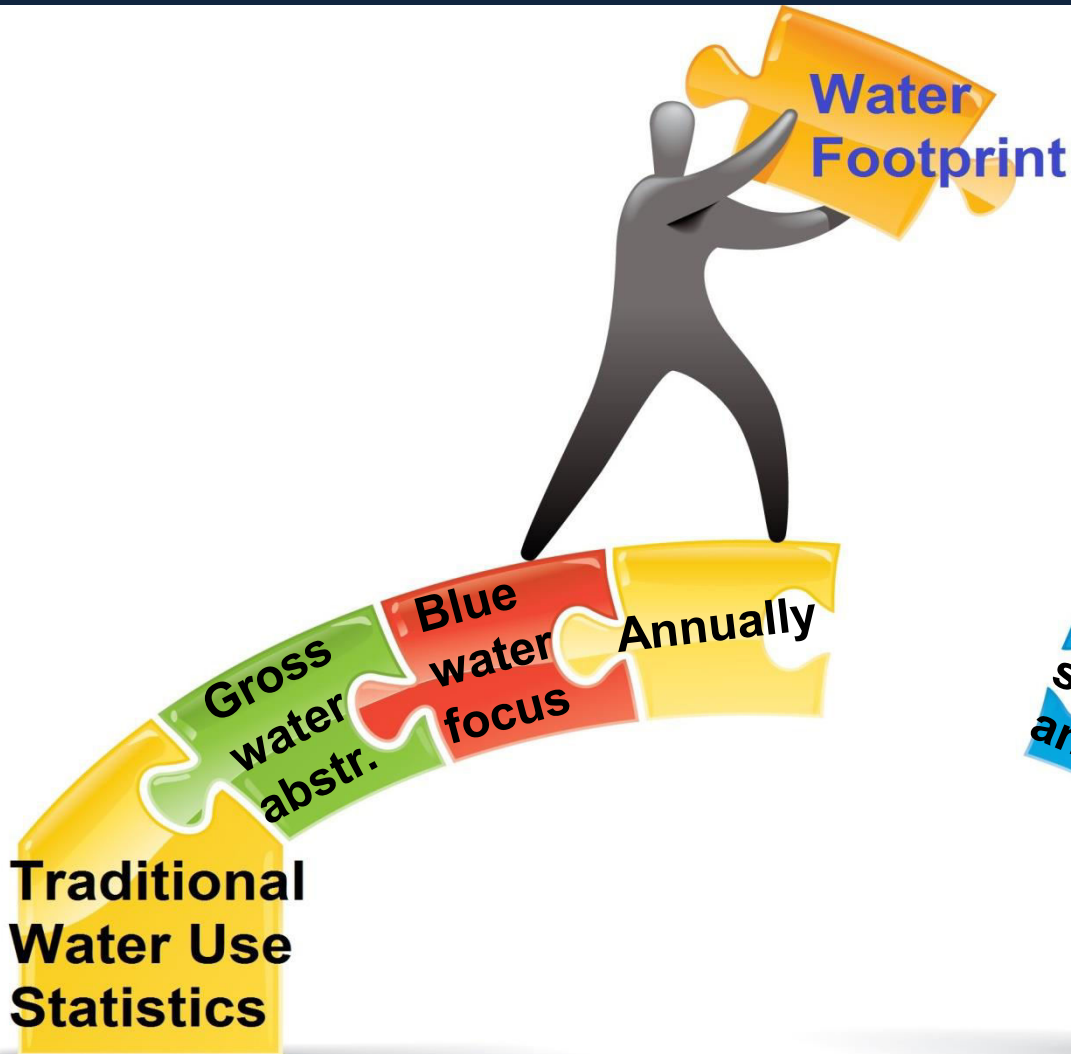 Water
Footprint
Blue
water
focus
Annually
Gross
water
abstr.
Traditional
Water Use
Statistics